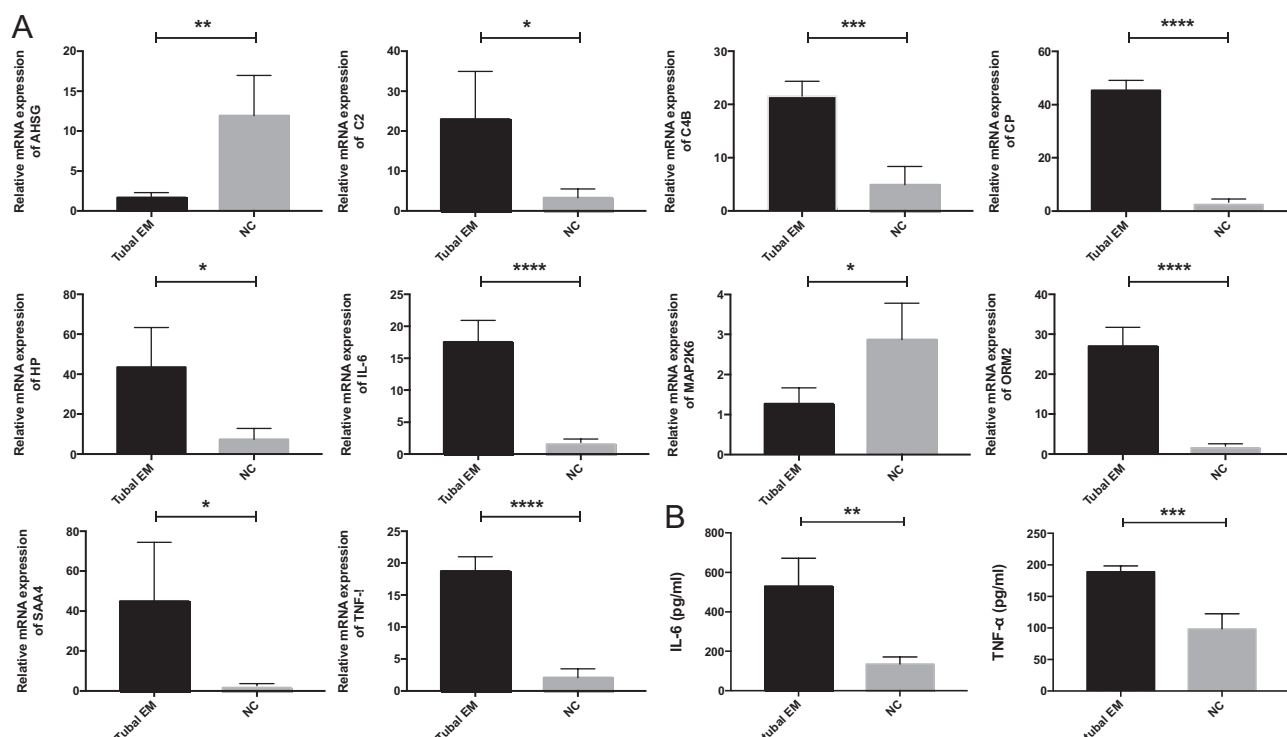 A
**
Relative mRNA expression
of AHSG
20
15
10
5
0
Tubal EM
NC
*
Relative mRNA expression
of C2
40
30
20
10
0
Tubal EM
NC
***
Relative mRNA expression
of C4B
30
20
10
0
Tubal EM
NC
****
Relative mRNA expression
of CP
60
40
20
0
Tubal EM
NC
*
Relative mRNA expression
of HP
80
60
40
20
0
Tubal EM
NC
****
Relative mRNA expression
of IL-6
25
20
15
10
5
0
Tubal EM
NC
*
Relative mRNA expression
of MAP2K6
4
3
2
1
0
Tubal EM
NC
****
Relative mRNA expression
of ORM2
40
30
20
10
0
Tubal EM
NC
*
Relative mRNA expression
of SAA4
80
60
40
20
0
Tubal EM
NC
****
Relative mRNA expression
of TNF-!
25
20
15
10
5
0
Tubal EM
NC
B
**
IL-6 (pg/ml)
800
600
400
200
0
Tubal EM
NC
***
TNF-α (pg/ml)
250
200
150
100
50
0
tubal EM
NC